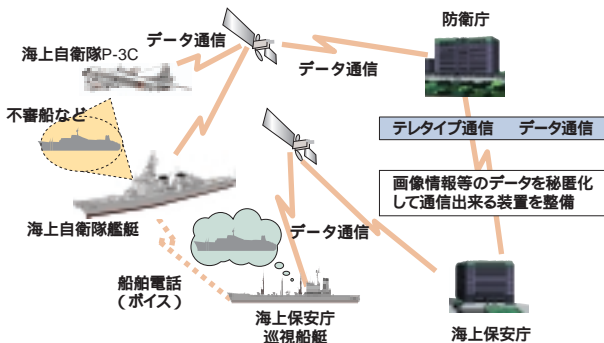 データ通信
海上自衛隊P-3C
防衛庁
データ通信
不審船など
テレタイプ通信 データ通信
画像情報等のデータを秘匿化
して通信出来る装置を整備
海上自衛隊艦艇
データ通信
船舶電話
(ボイス)
海上保安庁
巡視船艇
海上保安庁